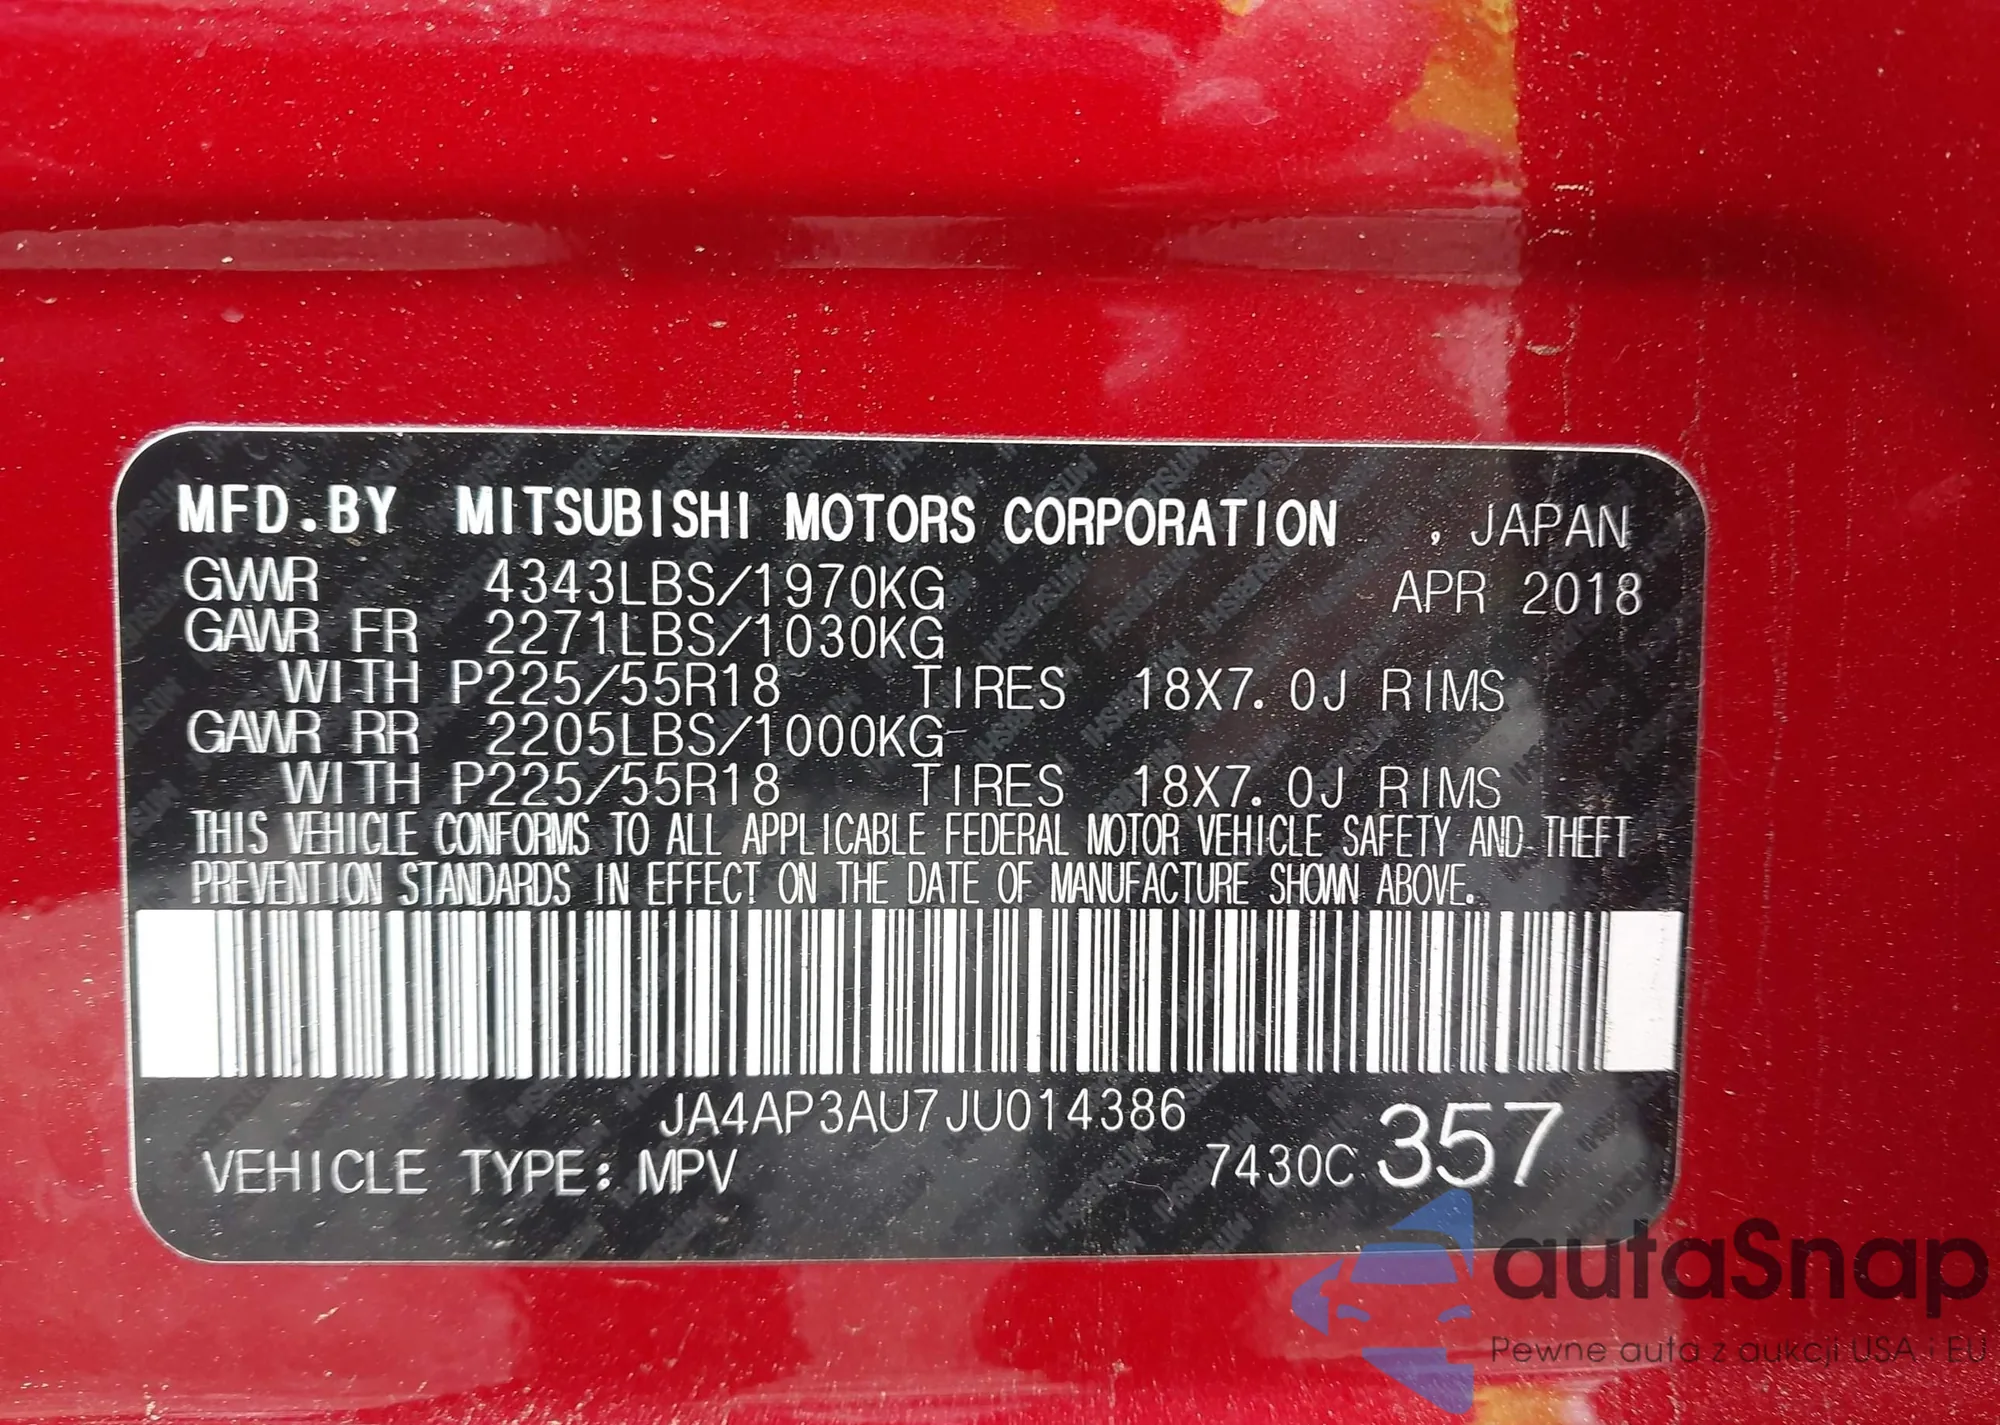 MFD.BY MITSUBISHI MOTORS CORPORATION , JAPAN
GVWR 4343LBS/1970KG APR 2018
GAWR FR 2271LBS/1030KG
WITH P225/55R18 TIRES 18X7.0J RIMS
GAWR RR 2205LBS/1000KG
WITH P225/55R18 TIRES 18X7.0J RIMS
THIS VEHICLE CONFORMS TO ALL APPLICABLE FEDERAL MOTOR VEHICLE SAFETY AND THEFT
PREVENTION STANDARDS IN EFFECT ON THE DATE OF MANUFACTURE SHOWN ABOVE.
JA4AP3AU7JU014386
VEHICLE TYPE: MPV 7430C 357
autaSnap
Pewne auta z aukcji USA i EU